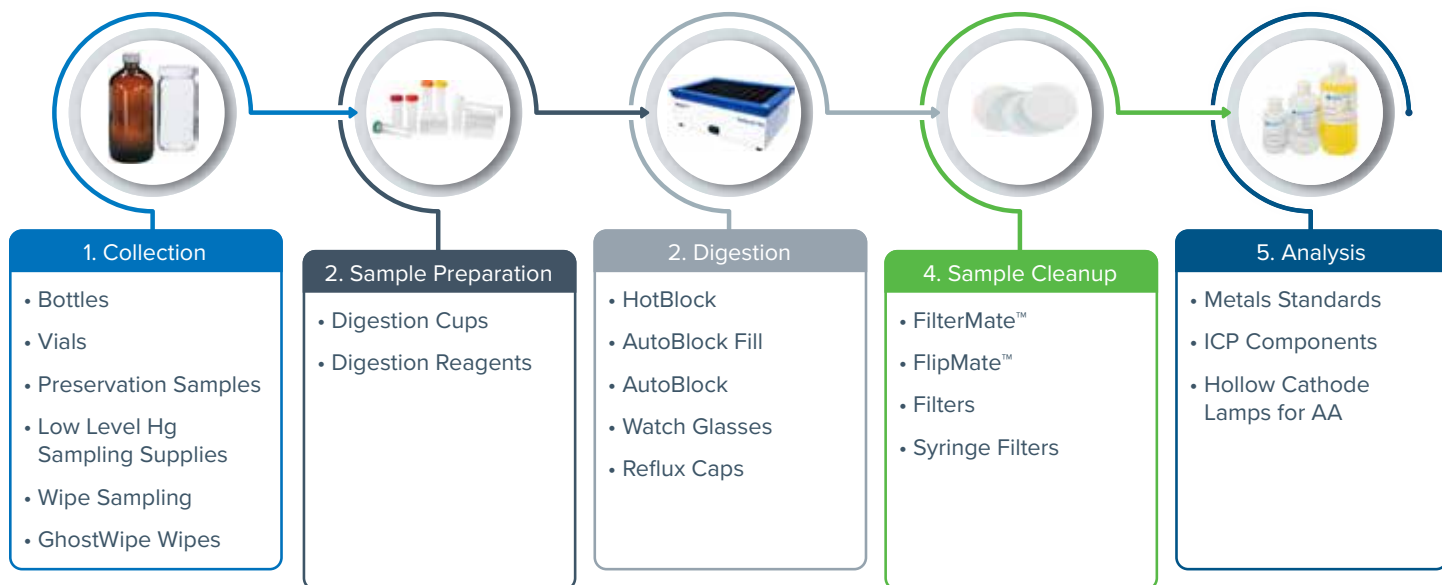 1. Collection
• Bottles
• Vials
• Preservation Samples
• Low Level Hg
Sampling Supplies
• Wipe Sampling
• GhostWipe Wipes
2. Sample Preparation
• Digestion Cups
• Digestion Reagents
2. Digestion
• HotBlock
• AutoBlock Fill
• AutoBlock
• Watch Glasses
• Reflux Caps
4. Sample Cleanup
• FilterMate™
• FlipMate™
• Filters
• Syringe Filters
5. Analysis
• Metals Standards
• ICP Components
• Hollow Cathode
Lamps for AA